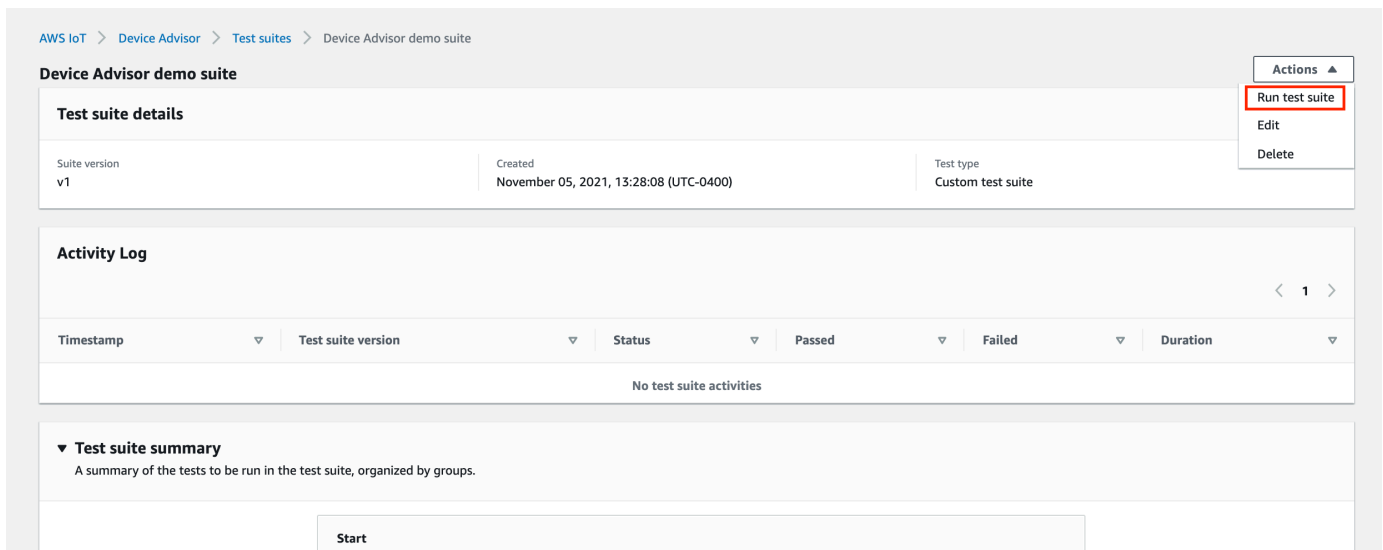 AWS IoT > Device Advisor > Test suites > Device Advisor demo suite
Device Advisor demo suite
Actions ▲
Run test suite
Edit
Delete
Test suite details
Suite version
v1
Created
November 05, 2021, 13:28:08 (UTC-0400)
Test type
Custom test suite
Activity Log
< 1 >
Timestamp Test suite version Status Passed Failed Duration
No test suite activities
▼ Test suite summary
A summary of the tests to be run in the test suite, organized by groups.
Start